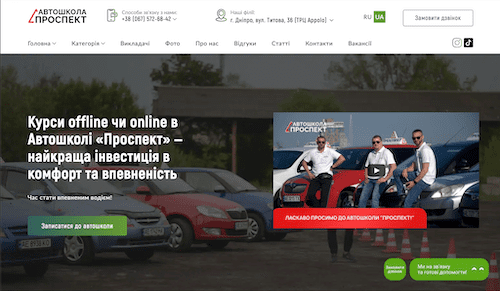 АВТОШКОЛА
ПРОСПЕКТ
Способи зв'язку з нами:
+38 (067) 572-68-42
Наші філії:
г. Дніпро, вул. Титова, 36 (ТРЦ Appolo)
RU UA
Замовити дзвінок
Головна Категорія Викладачі Фото Про нас Відгуки Статті Контакти Вакансії
Курси offline чи online в
Автошколі «Проспект» –
найкраща інвестиція в
комфорт та впевненість
Час стати впевненим водієм!
Записатися до автошколи
АВТОШКОЛА
ПРОСПЕКТ
ЛАСКАВО ПРОСИМО ДО АВТОШКОЛИ "ПРОСПЕКТ"!
Замовити
дзвінок
Ми на зв'язку
та готові допомогти!